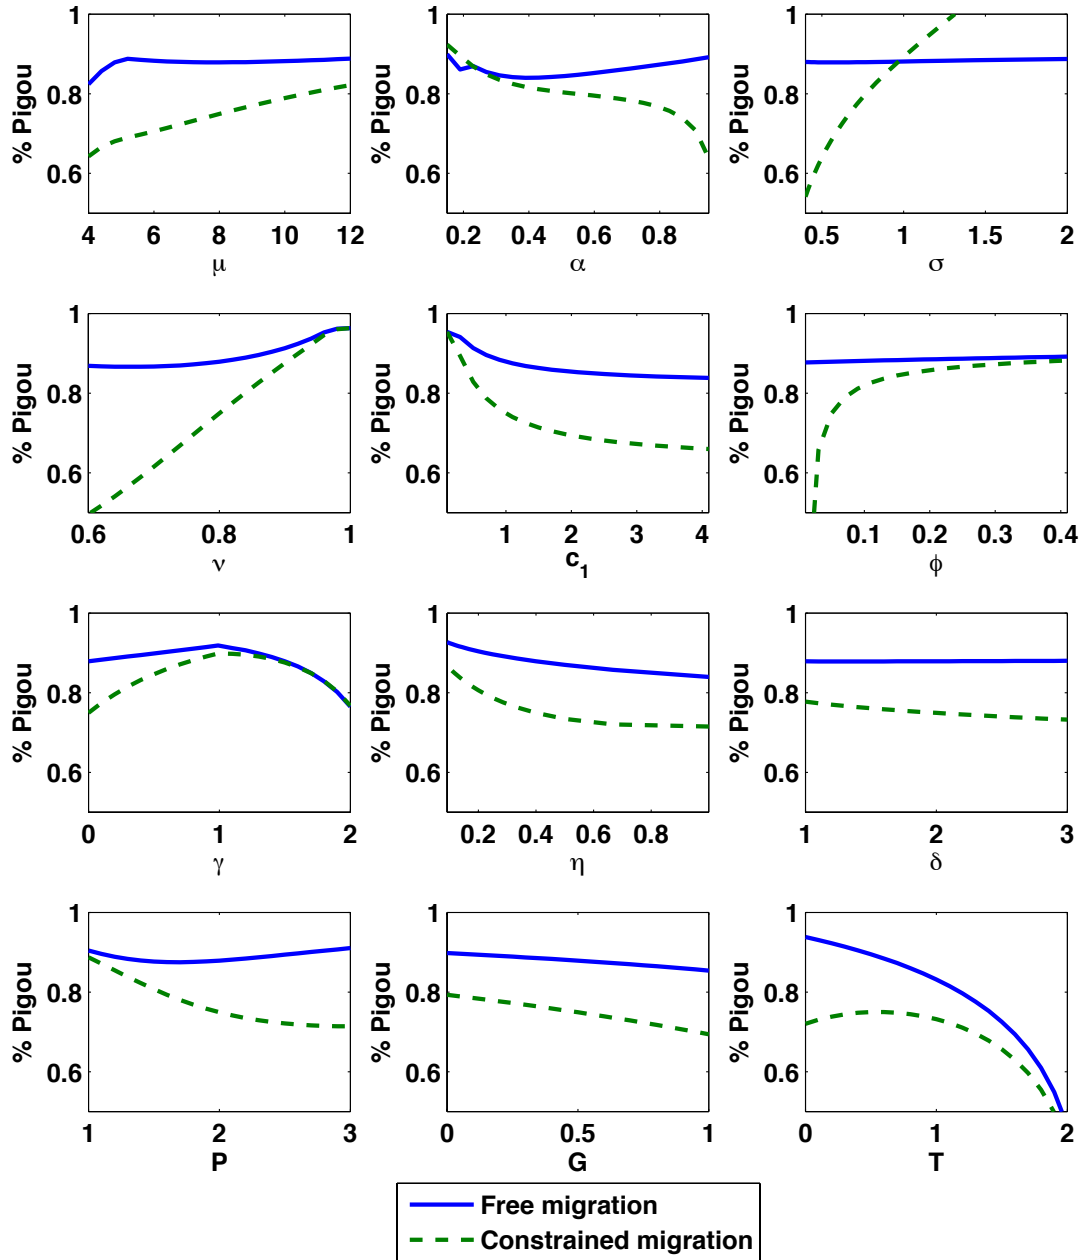 1
% Pigou
0.8
0.6
4 6 8 10 12
μ
1
% Pigou
0.8
0.6
0.2 0.4 0.6 0.8
α
1
% Pigou
0.8
0.6
0.5 1 1.5 2
σ
1
% Pigou
0.8
0.6
0.6 0.8 1
ν
1
% Pigou
0.8
0.6
1 2 3 4
c1
1
% Pigou
0.8
0.6
0.1 0.2 0.3 0.4
ϕ
1
% Pigou
0.8
0.6
0 1 2
γ
1
% Pigou
0.8
0.6
0.2 0.4 0.6 0.8
η
1
% Pigou
0.8
0.6
1 2 3
δ
1
% Pigou
0.8
0.6
1 2 3
P
1
% Pigou
0.8
0.6
0 0.5 1
G
1
% Pigou
0.8
0.6
0 1 2
T
Free migration
Constrained migration